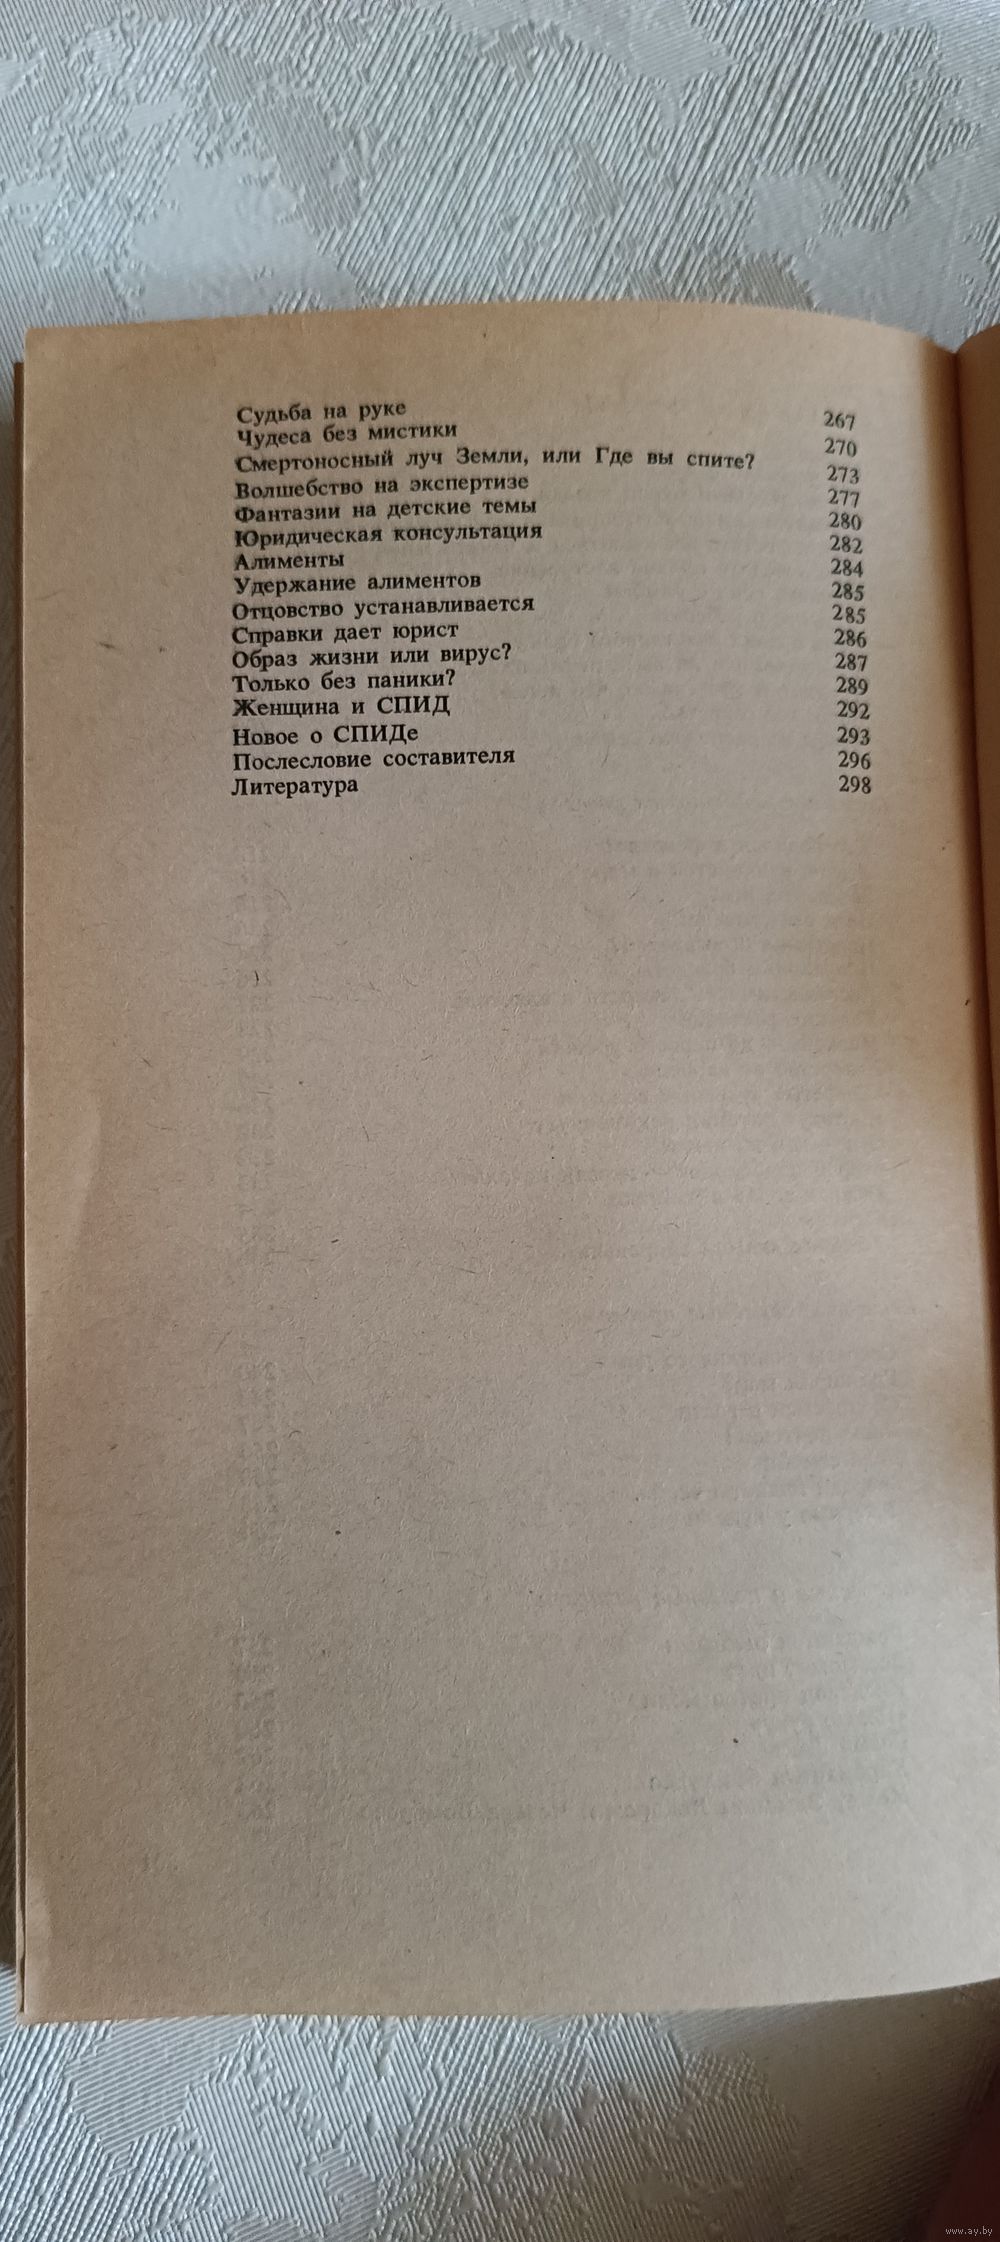 Судьба на руке 267
Чудеса без мистики 270
Смертоносный луч Земли, или Где вы спите? 273
Волшебство на экспертизе 277
Фантазии на детские темы 280
Юридическая консультация 282
Алименты 284
Удержание алиментов 285
Отцовство устанавливается 285
Справки дает юрист 286
Образ жизни или вирус? 287
Только без паники? 289
Женщина и СПИД 292
Новое о СПИДе 293
Послесловие составителя 296
Литература 298
www.ay.by